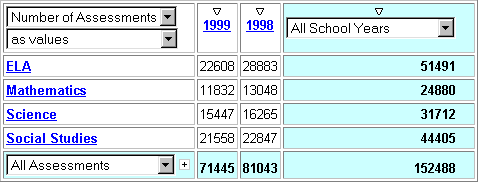 Number of Assessments
as values
1999 1998 All School Years
ELA 22608 28883 51491
Mathematics 11832 13048 24880
Science 15447 16265 31712
Social Studies 21558 22847 44405
All Assessments 71445 81043 152488